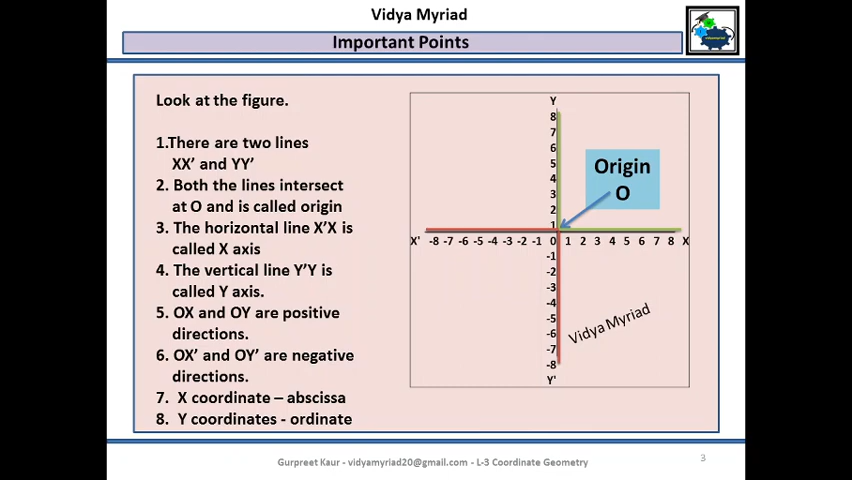 Vidya Myriad
Important Points
Look at the figure.
1.There are two lines
XX’ and YY’
2. Both the lines intersect
at O and is called origin
3. The horizontal line X’X is
called X axis
4. The vertical line Y’Y is
called Y axis.
5. OX and OY are positive
directions.
6. OX’ and OY’ are negative
directions.
7. X coordinate – abscissa
8. Y coordinates - ordinate
Y
8
7
6
5
4
3
2
1
Origin
O
X' -8 -7 -6 -5 -4 -3 -2 -1 0 1 2 3 4 5 6 7 8 X
-1
-2
-3
-4
-5
-6
-7
-8
Y'
Vidya Myriad
Gurpreet Kaur - vidyamyriad20@gmail.com - L-3 Coordinate Geometry
3